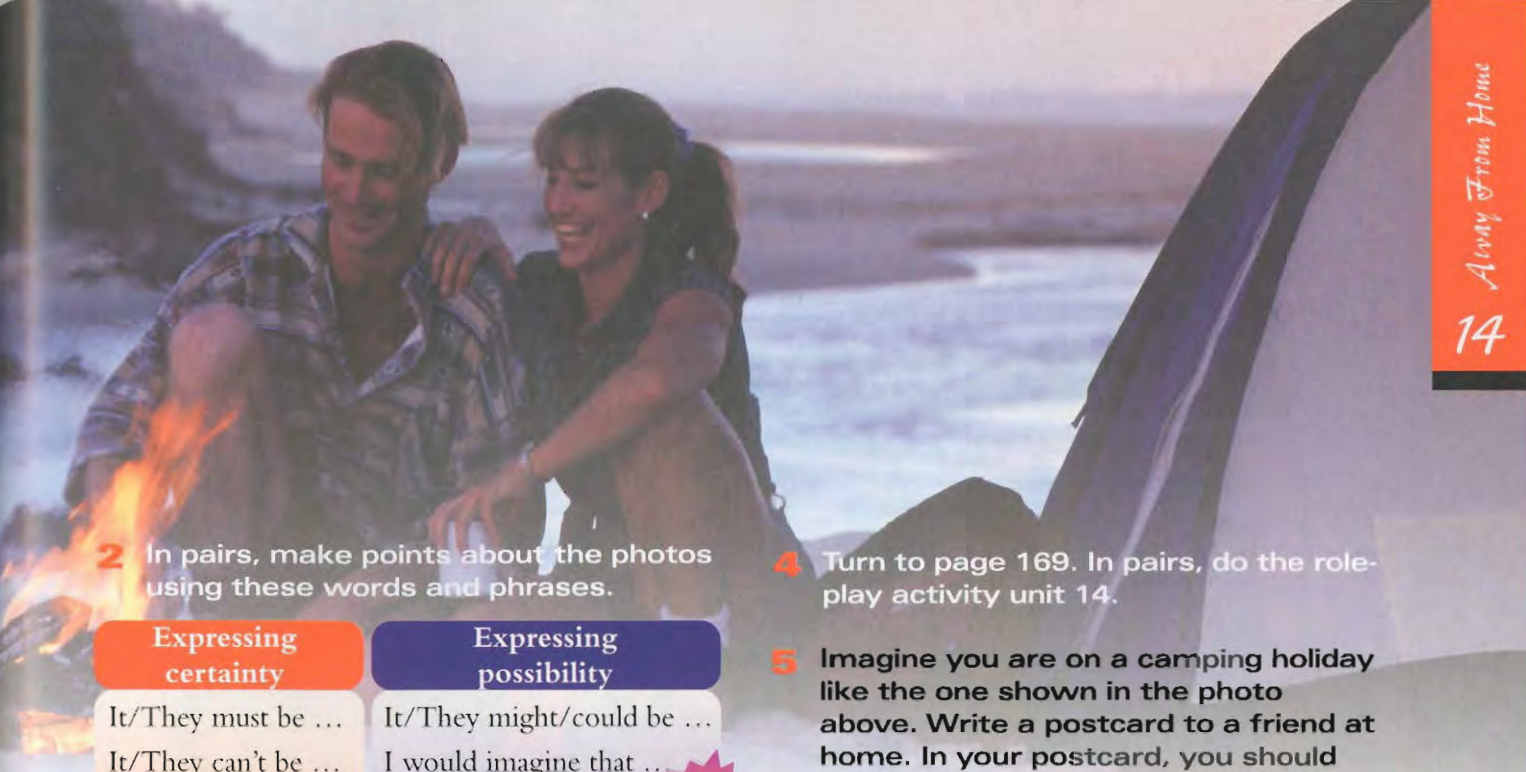 Away From Home
14
2 In pairs, make points about the photos
using these words and phrases.
Expressing
certainty
It/They must be ...
It/They can't be ...
Expressing
possibility
It/They might/could be ...
I would imagine that ...
4 Turn to page 169. In pairs, do the role-
play activity unit 14.
5 Imagine you are on a camping holiday
like the one shown in the photo
above. Write a postcard to a friend at
home. In your postcard, you should